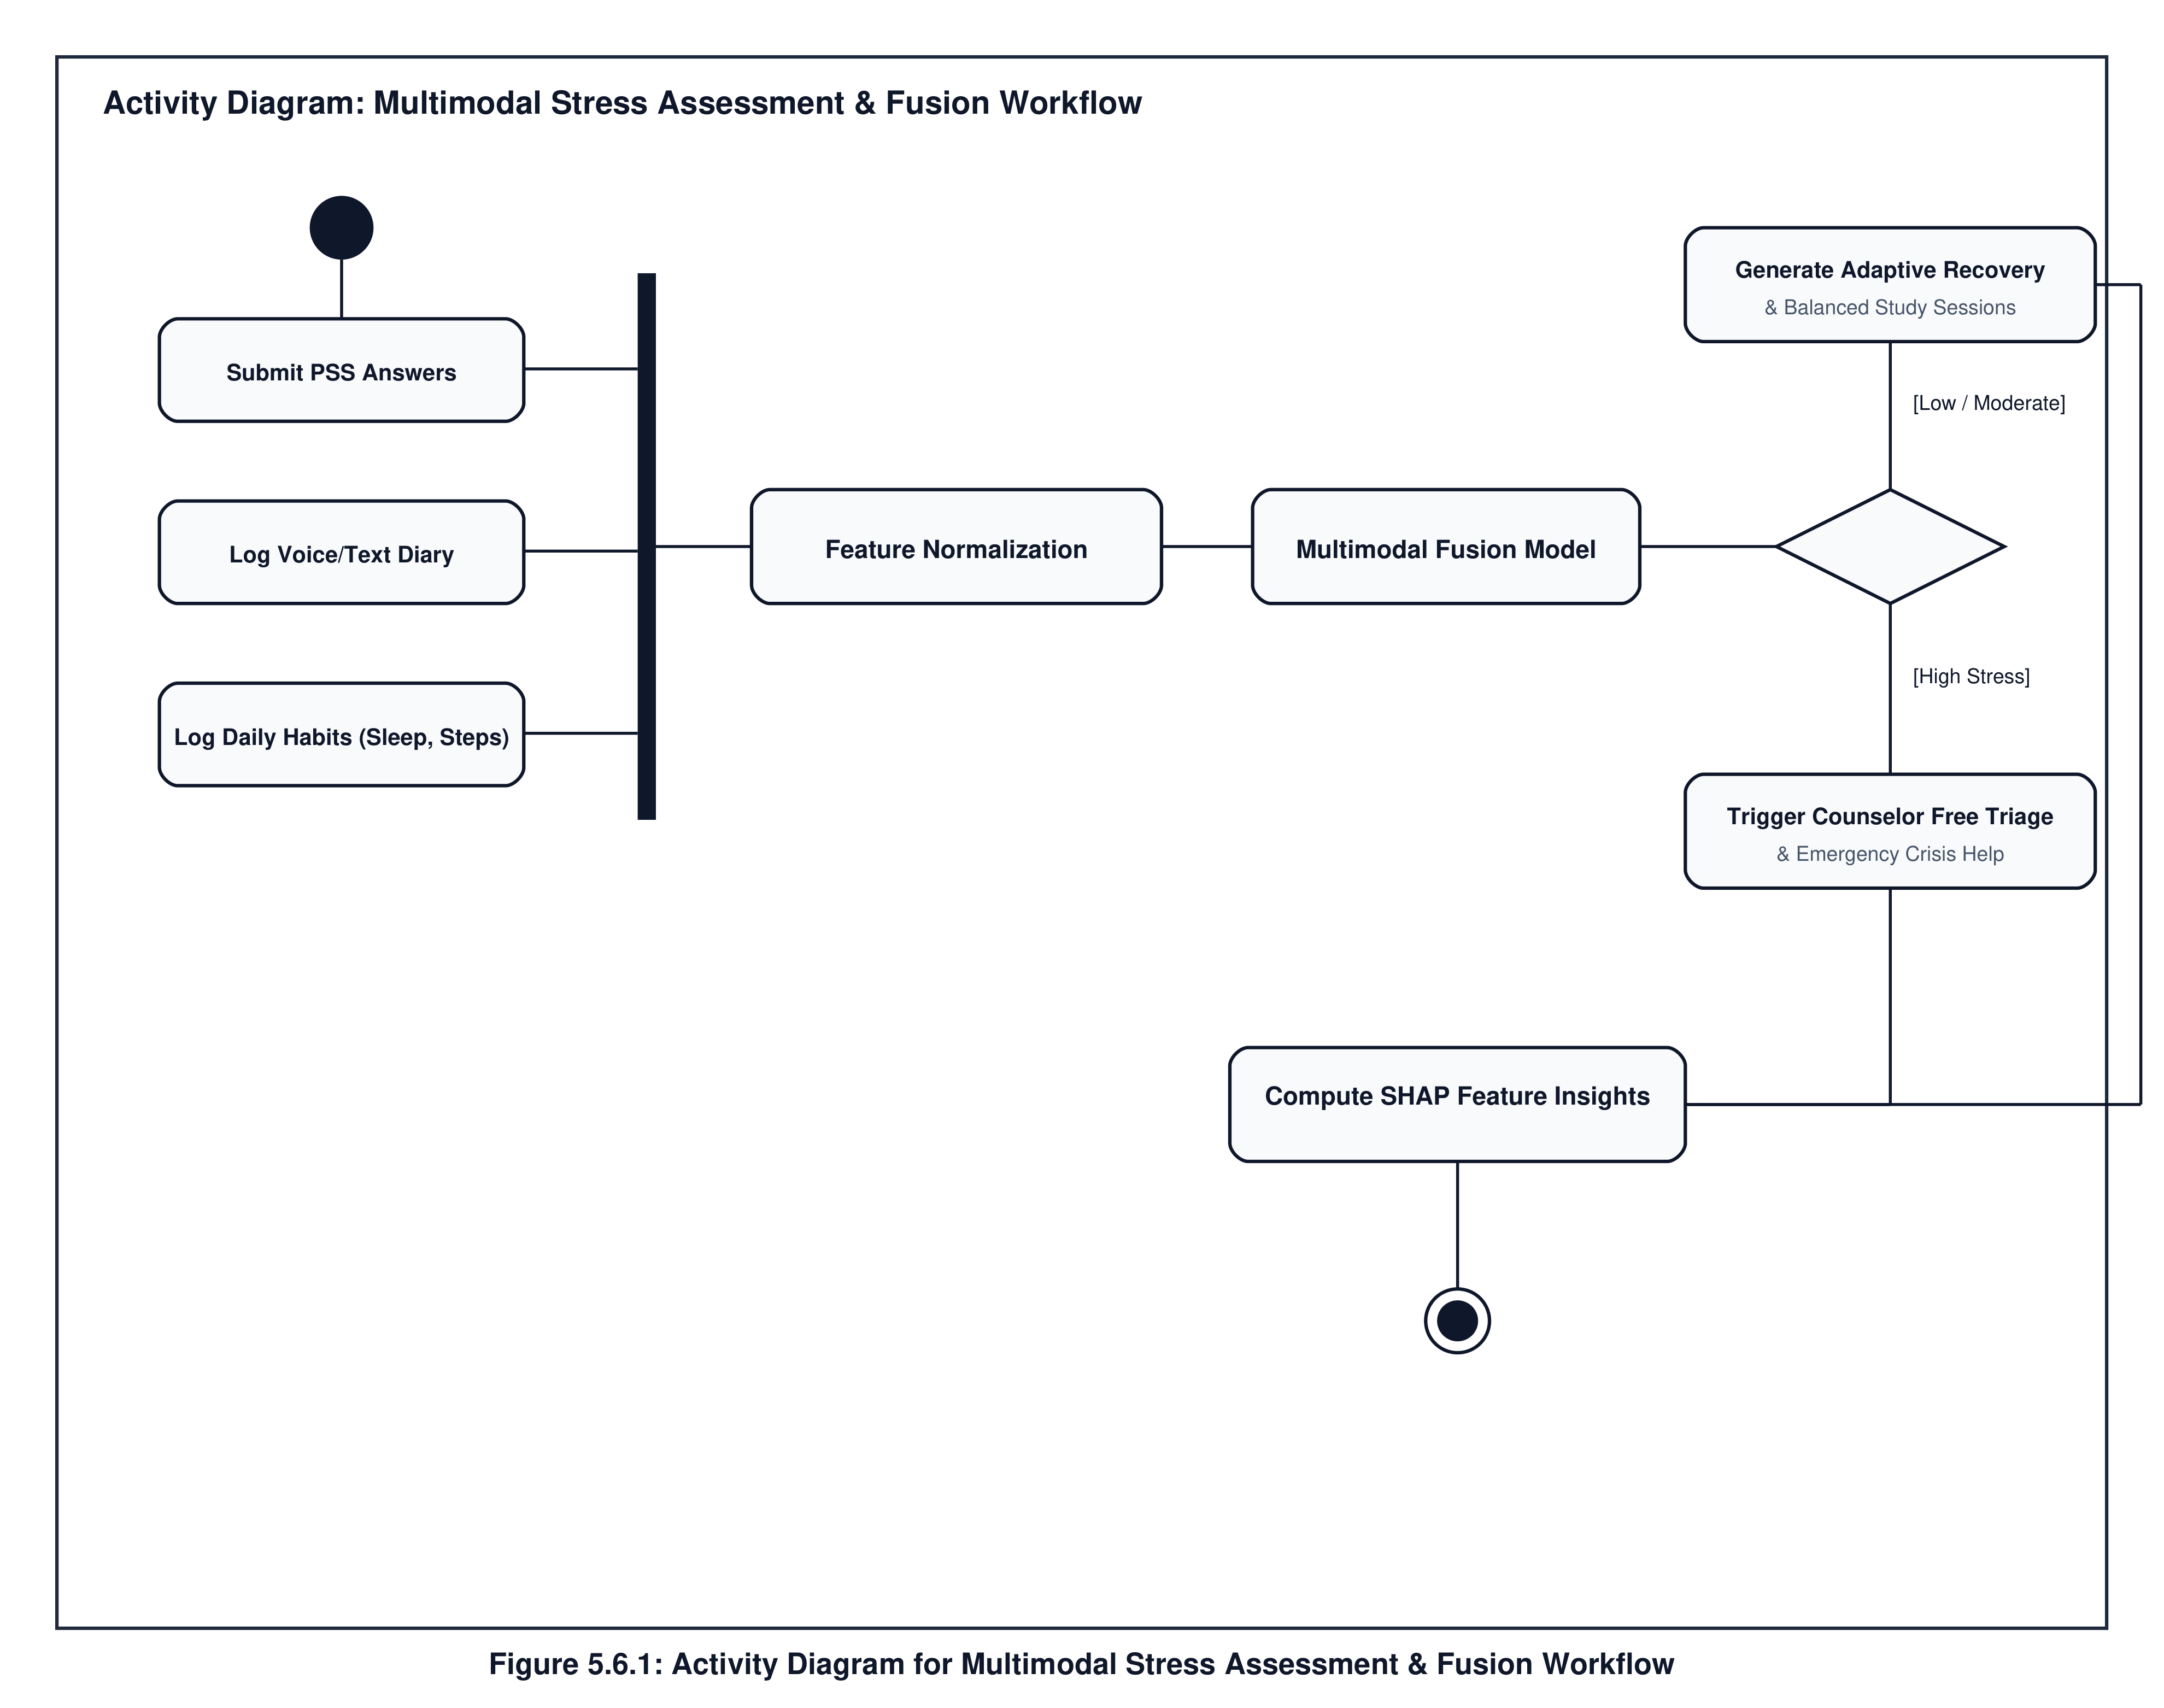 Activity Diagram: Multimodal Stress Assessment & Fusion Workflow
Generate Adaptive Recovery
& Balanced Study Sessions
Submit PSS Answers
[Low / Moderate]
Log Voice/Text Diary
Feature Normalization
Multimodal Fusion Model
[High Stress]
Log Daily Habits (Sleep, Steps)
Trigger Counselor Free Triage
& Emergency Crisis Help
Compute SHAP Feature Insights
Figure 5.6.1: Activity Diagram for Multimodal Stress Assessment & Fusion Workflow